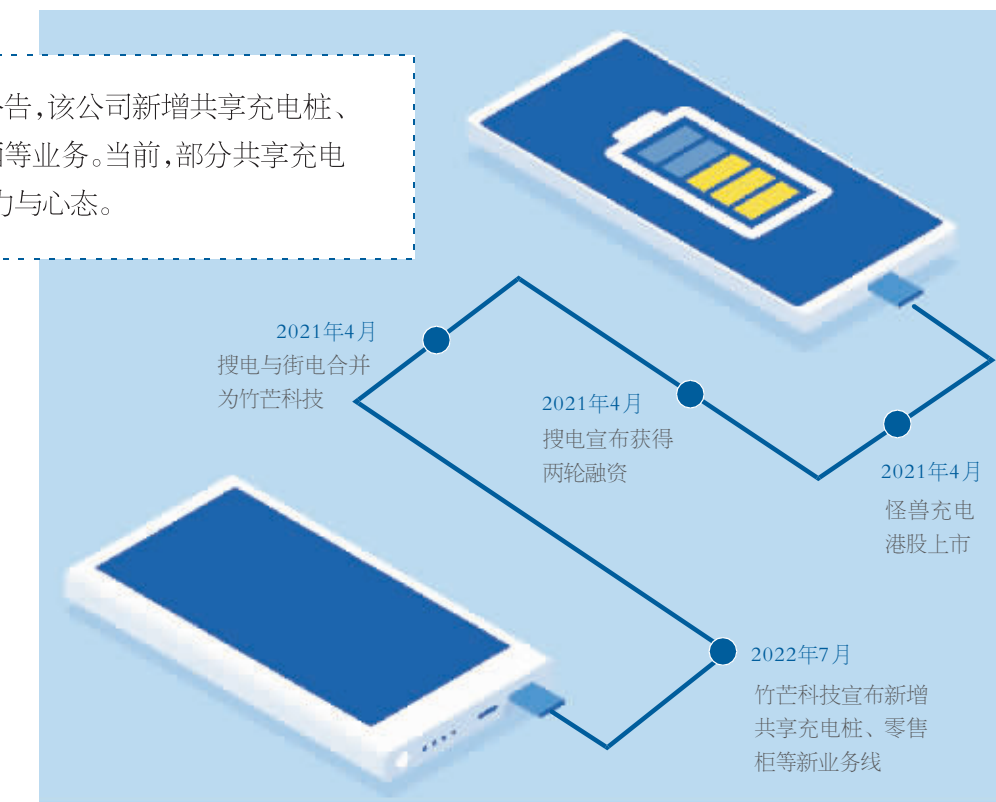 告,该公司新增共享充电桩、
等业务。当前,部分共享充电
力与心态。
2021年4月
搜电与街电合并
为竹芒科技
2021年4月
搜电宣布获得
两轮融资
2021年4月
怪兽充电
港股上市
2022年7月
竹芒科技宣布新增
共享充电桩、零售
柜等新业务线